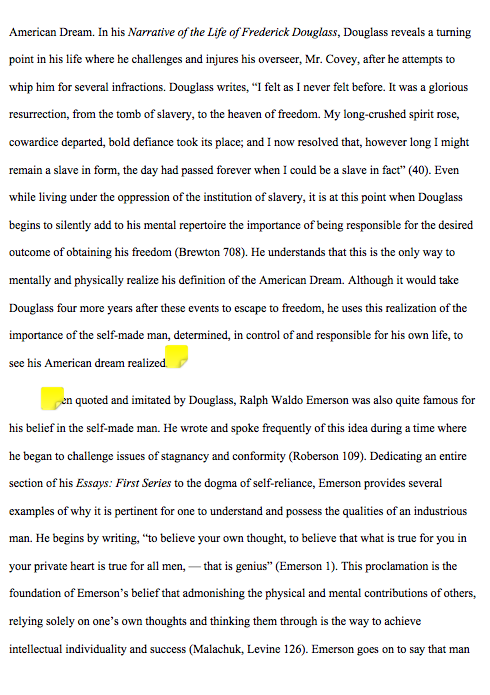 American Dream. In his Narrative of the Life of Frederick Douglass, Douglass reveals a turning
point in his life where he challenges and injures his overseer, Mr. Covey, after he attempts to
whip him for several infractions. Douglass writes, “I felt as I never felt before. It was a glorious
resurrection, from the tomb of slavery, to the heaven of freedom. My long-crushed spirit rose,
cowardice departed, bold defiance took its place; and I now resolved that, however long I might
remain a slave in form, the day had passed forever when I could be a slave in fact” (40). Even
while living under the oppression of the institution of slavery, it is at this point when Douglass
begins to silently add to his mental repertoire the importance of being responsible for the desired
outcome of obtaining his freedom (Brewton 708). He understands that this is the only way to
mentally and physically realize his definition of the American Dream. Although it would take
Douglass four more years after these events to escape to freedom, he uses this realization of the
importance of the self-made man, determined, in control of and responsible for his own life, to
see his American dream realized
en quoted and imitated by Douglass, Ralph Waldo Emerson was also quite famous for
his belief in the self-made man. He wrote and spoke frequently of this idea during a time where
he began to challenge issues of stagnancy and conformity (Roberson 109). Dedicating an entire
section of his Essays: First Series to the dogma of self-reliance, Emerson provides several
examples of why it is pertinent for one to understand and possess the qualities of an industrious
man. He begins by writing, “to believe your own thought, to believe that what is true for you in
your private heart is true for all men, — that is genius” (Emerson 1). This proclamation is the
foundation of Emerson’s belief that admonishing the physical and mental contributions of others,
relying solely on one’s own thoughts and thinking them through is the way to achieve
intellectual individuality and success (Malachuk, Levine 126). Emerson goes on to say that man